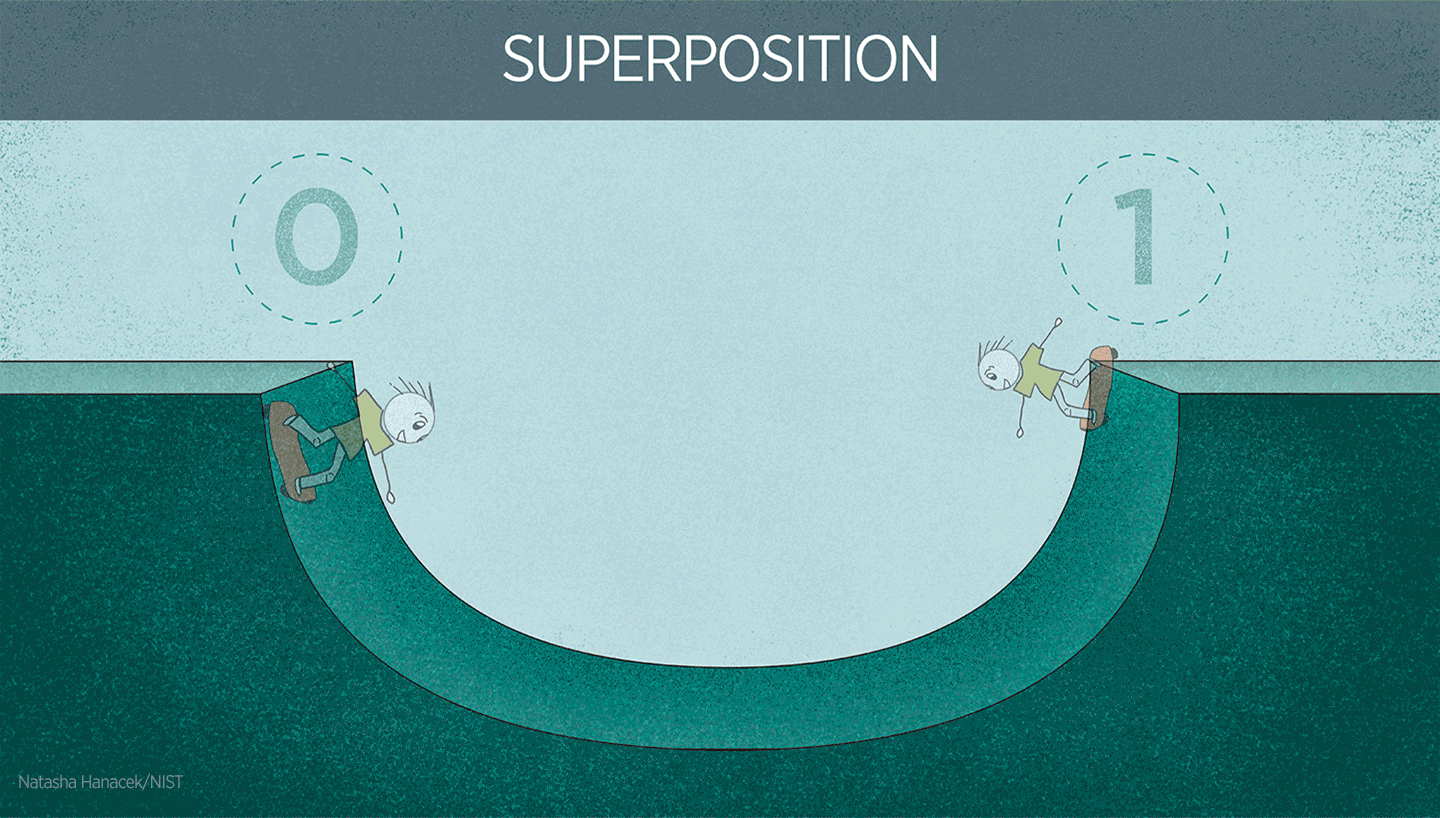 SUPERPOSITION
0
1
Natasha Hanacek/NIST